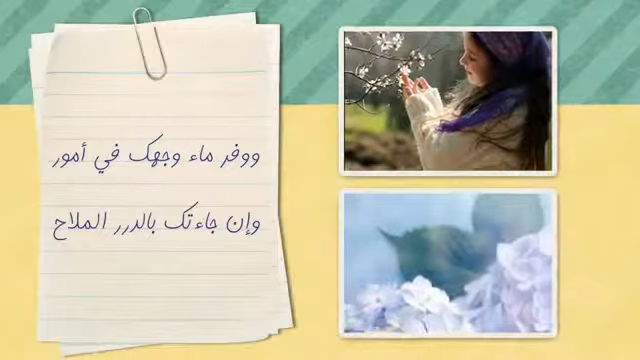 ووفر ماء وجهك في أمور
وإن جاءتك بالدرر الملاح